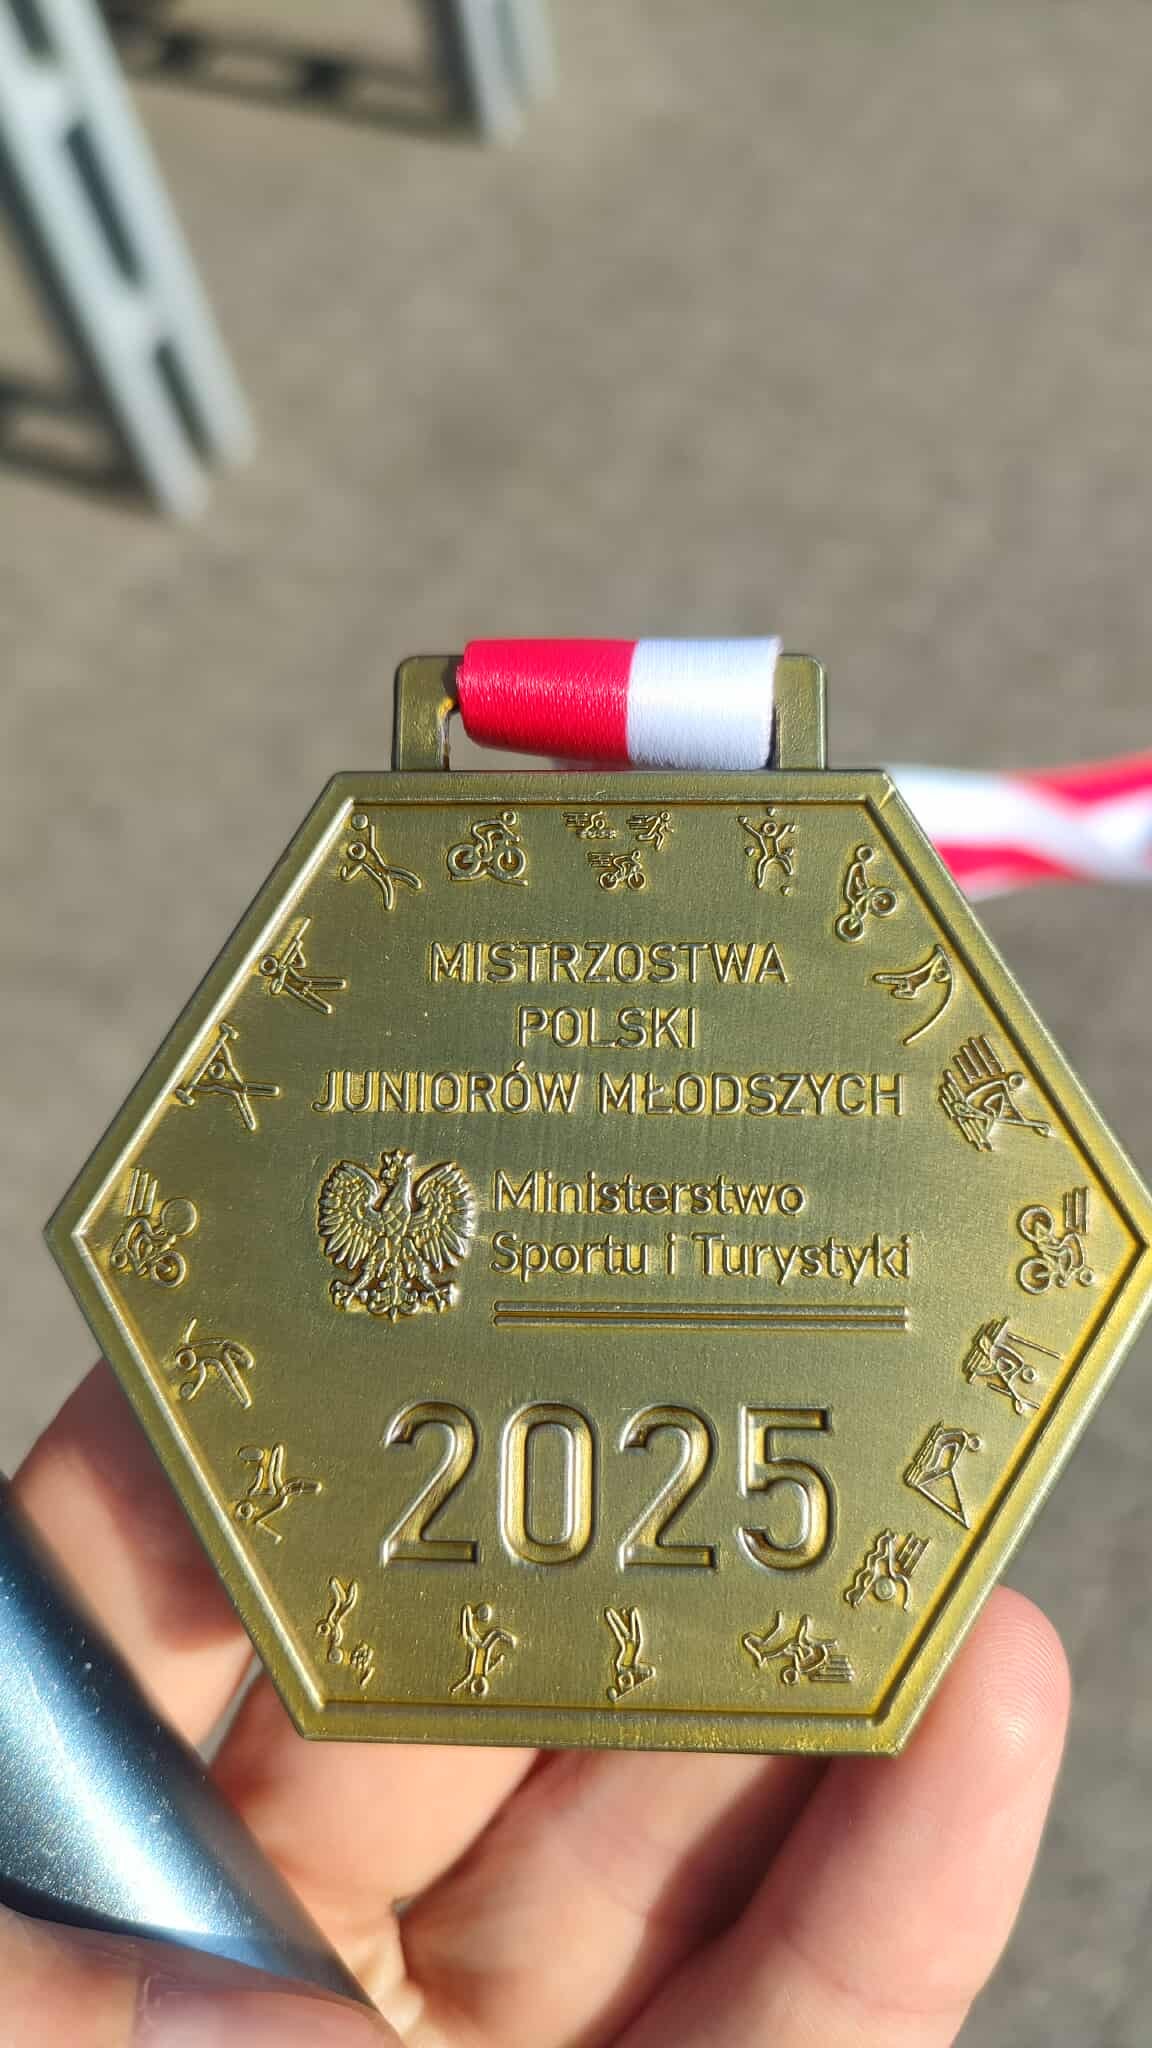 MISTRZOSTWA
POLSKI
JUNIORÓW MŁODSZYCH
Ministerstwo
Sportu i Turystyki
2025